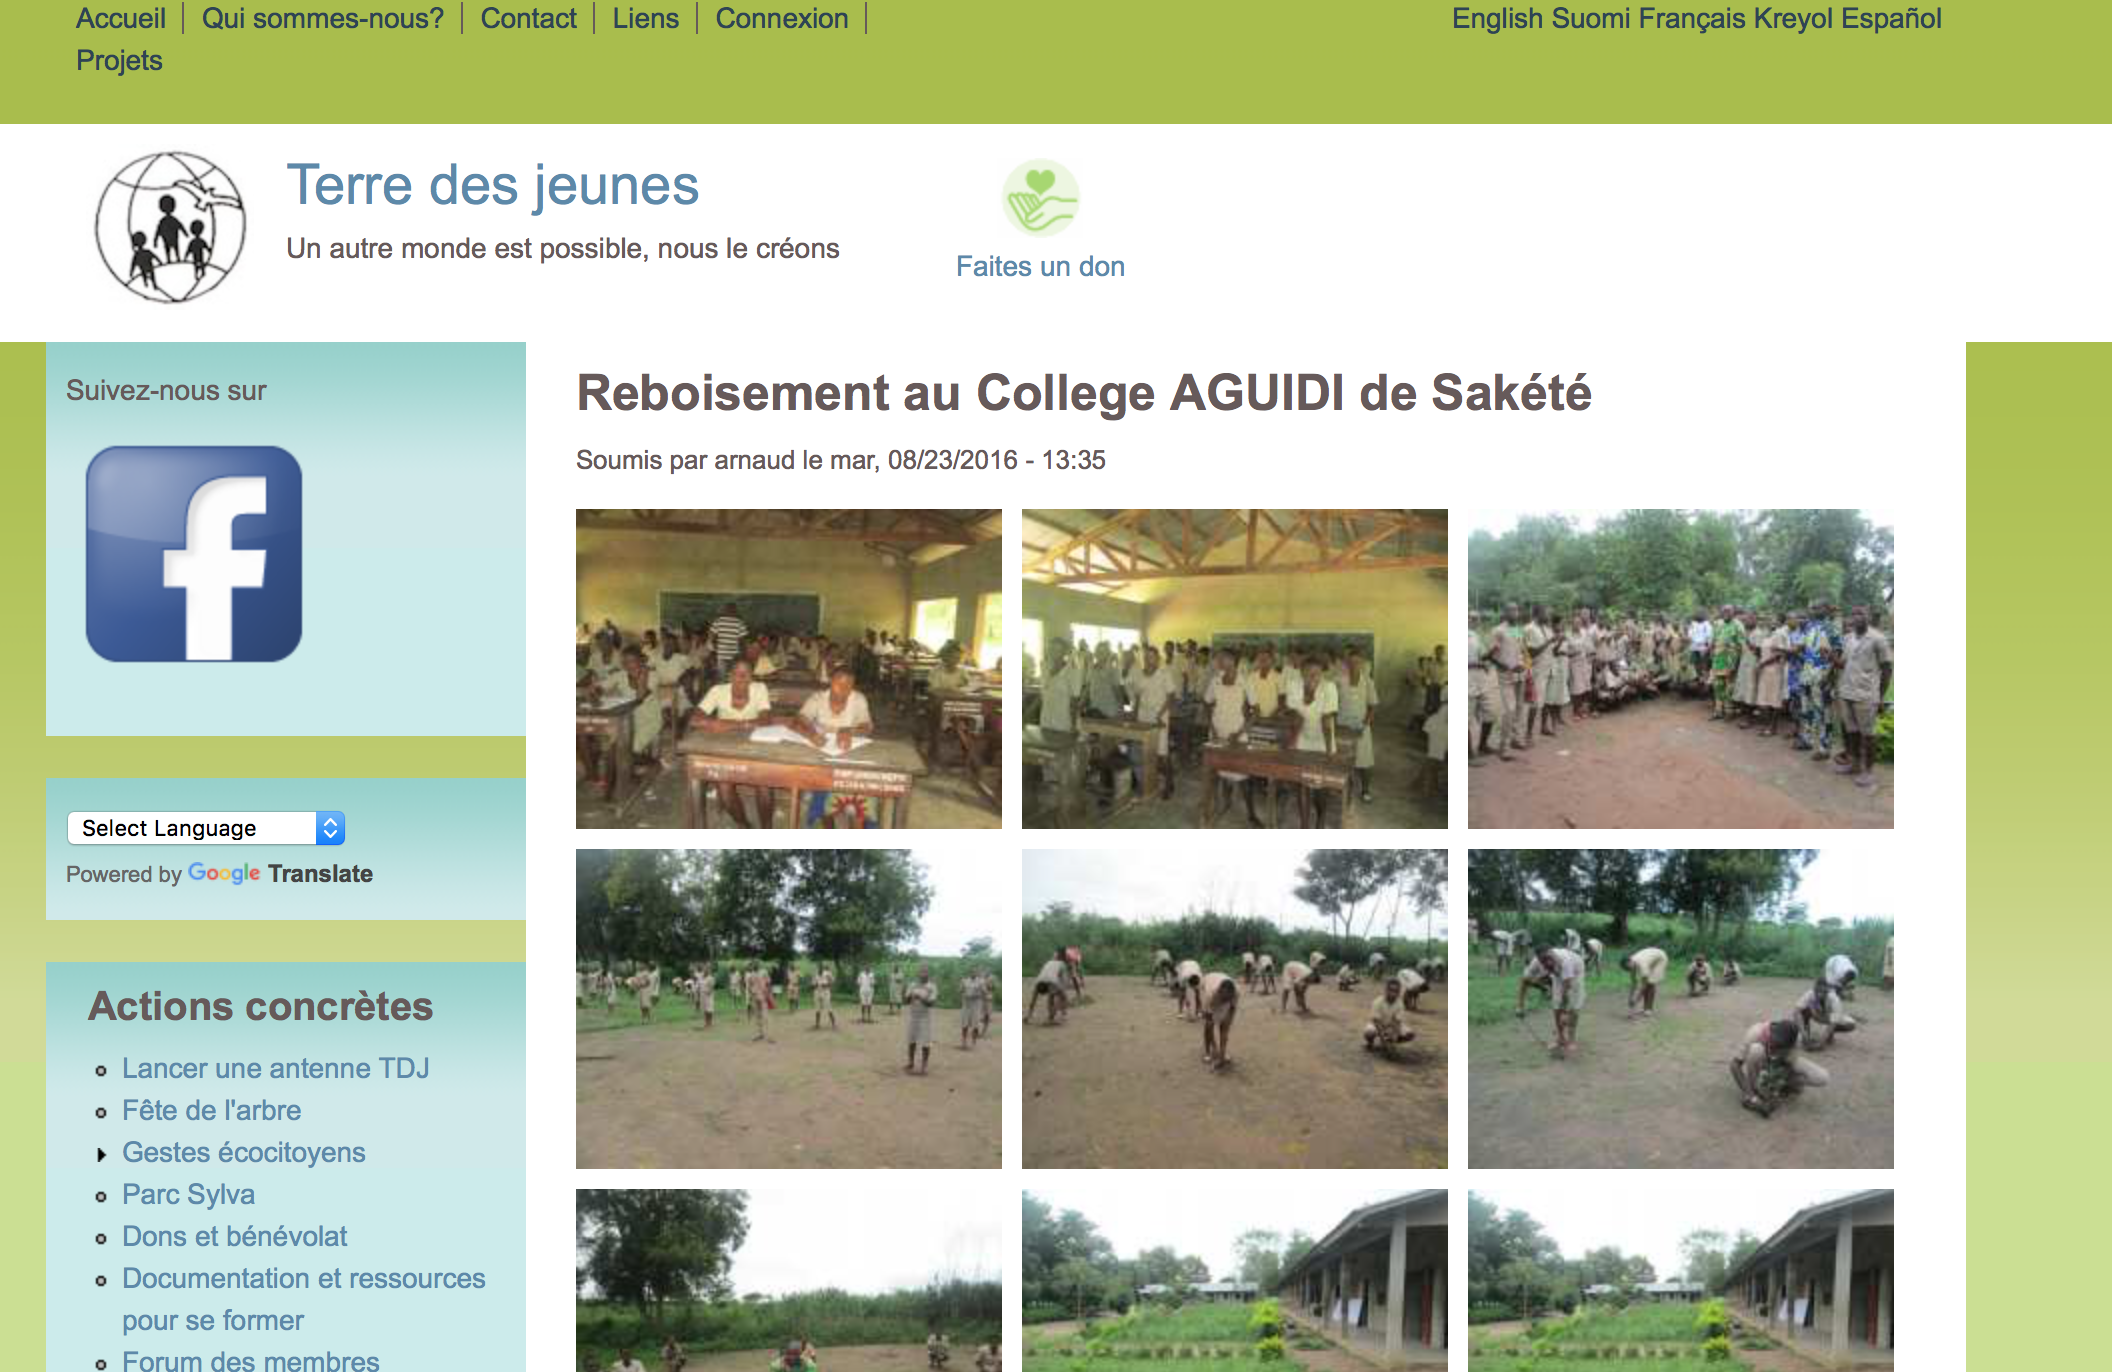 Accueil Qui sommes-nous? Contact Liens Connexion
Projets
English Suomi Français Kreyol Español
Terre des jeunes
Un autre monde est possible, nous le créons
Faites un don
Suivez-nous sur
Select Language
Powered by Google Translate
Actions concrètes
Lancer une antenne TDJ
Fête de l'arbre
Gestes écocitoyens
Parc Sylva
Dons et bénévolat
Documentation et ressources
pour se former
Forum des membres
Reboisement au College AGUIDI de Sakété
Soumis par arnaud le mar, 08/23/2016 - 13:35